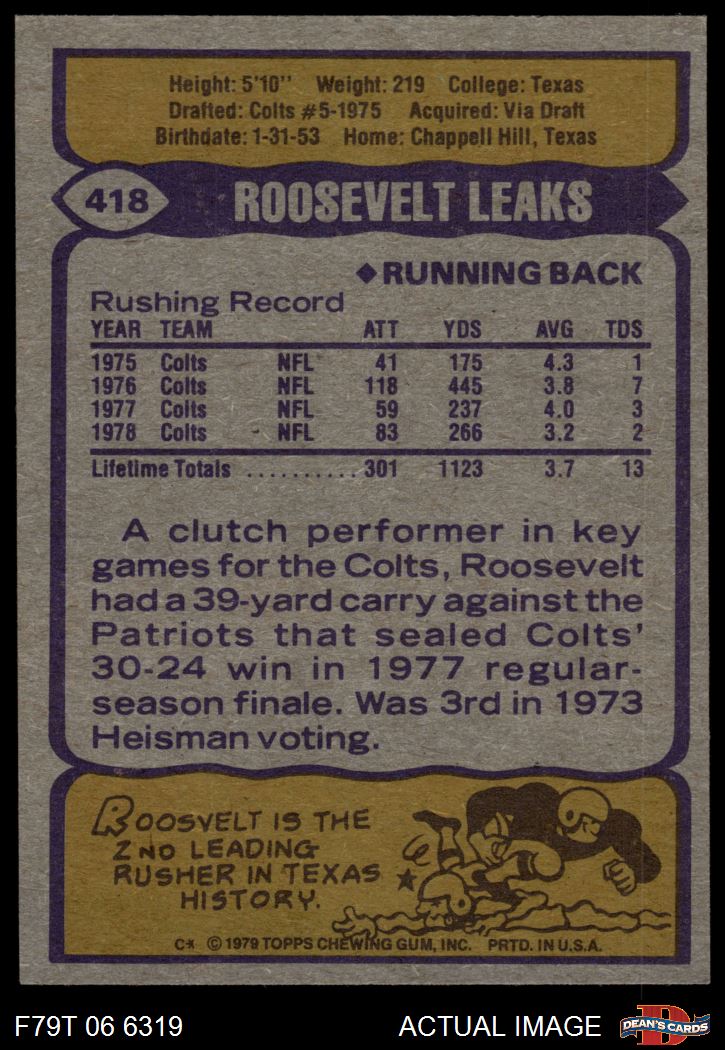 Height: 5'10" Weight: 219 College: Texas
Drafted: Colts #5-1975 Acquired: Via Draft
Birthdate: 1-31-53 Home: Chappell Hill, Texas
418 ROOSEVELT LEAKS
◆RUNNING BACK
Rushing Record
YEAR TEAM ATT YDS AVG TDS
1975 Colts NFL 41 175 4.3 1
1976 Colts NFL 118 445 3.8 7
1977 Colts NFL 59 237 4.0 3
1978 Colts NFL 83 266 3.2 2
Lifetime Totals .......... 301 1123 3.7 13
A clutch performer in key
games for the Colts, Roosevelt
had a 39-yard carry against the
Patriots that sealed Colts'
30-24 win in 1977 regular-
season finale. Was 3rd in 1973
Heisman voting.
ROOSVELT IS THE
2ND LEADING
RUSHER IN TEXAS
HISTORY.
C* © 1979 TOPPS CHEWING GUM, INC. PRTD. IN U.S.A.
F79T 06 6319 ACTUAL IMAGE D DEAN'S CARDS